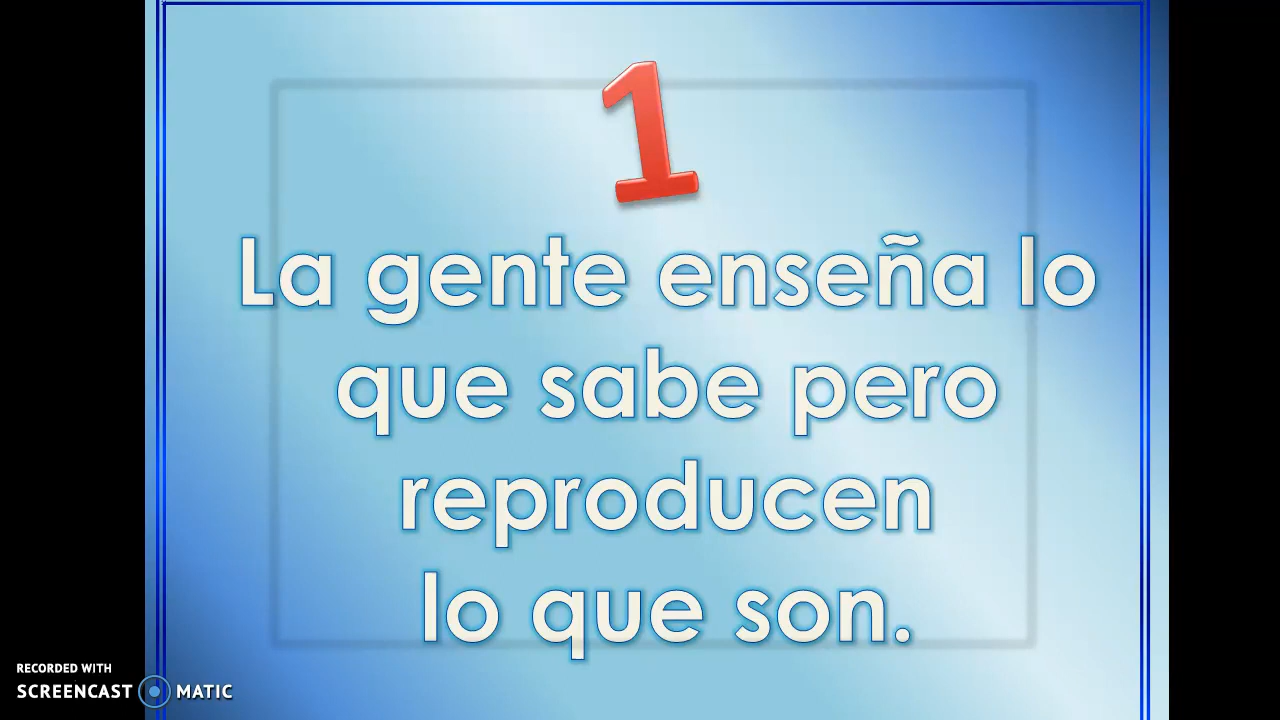 1
La gente enseña lo
que sabe pero
reproducen
lo que son.
RECORDED WITH
SCREENCAST MATIC